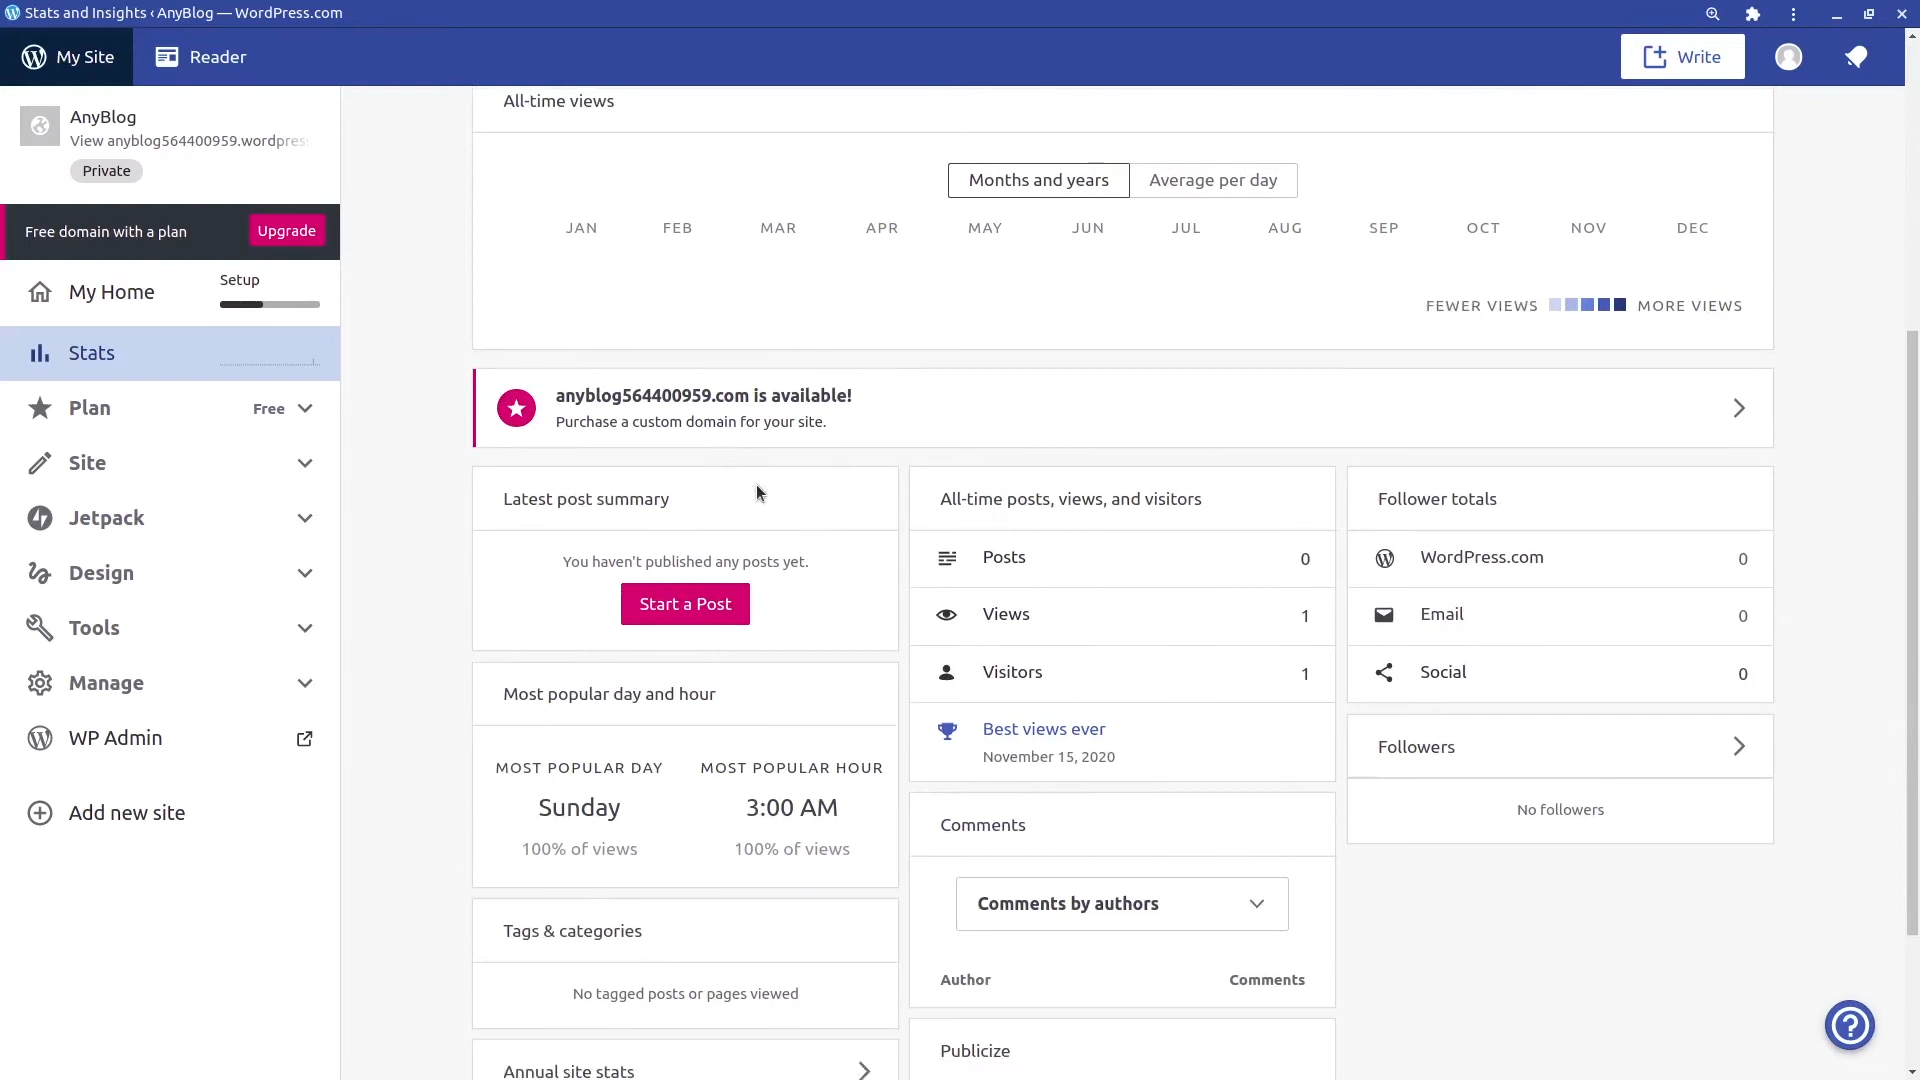 Stats and Insights ‹ AnyBlog — WordPress.com
My Site
Reader
Write
AnyBlog
View anyblog564400959.wordpres
Private
Free domain with a plan
Upgrade
My Home
Setup
Stats
Plan
Free
Site
Jetpack
Design
Tools
Manage
WP Admin
Add new site
All-time views
Months and years
Average per day
JAN FEB MAR APR MAY JUN JUL AUG SEP OCT NOV DEC
FEWER VIEWS
MORE VIEWS
anyblog564400959.com is available!
Purchase a custom domain for your site.
Latest post summary
You haven't published any posts yet.
Start a Post
Most popular day and hour
MOST POPULAR DAY
Sunday
100% of views
MOST POPULAR HOUR
3:00 AM
100% of views
Tags & categories
No tagged posts or pages viewed
Annual site stats
All-time posts, views, and visitors
Posts 0
Views 1
Visitors 1
Best views ever
November 15, 2020
Comments
Comments by authors
Author Comments
Publicize
Follower totals
WordPress.com 0
Email 0
Social 0
Followers
No followers